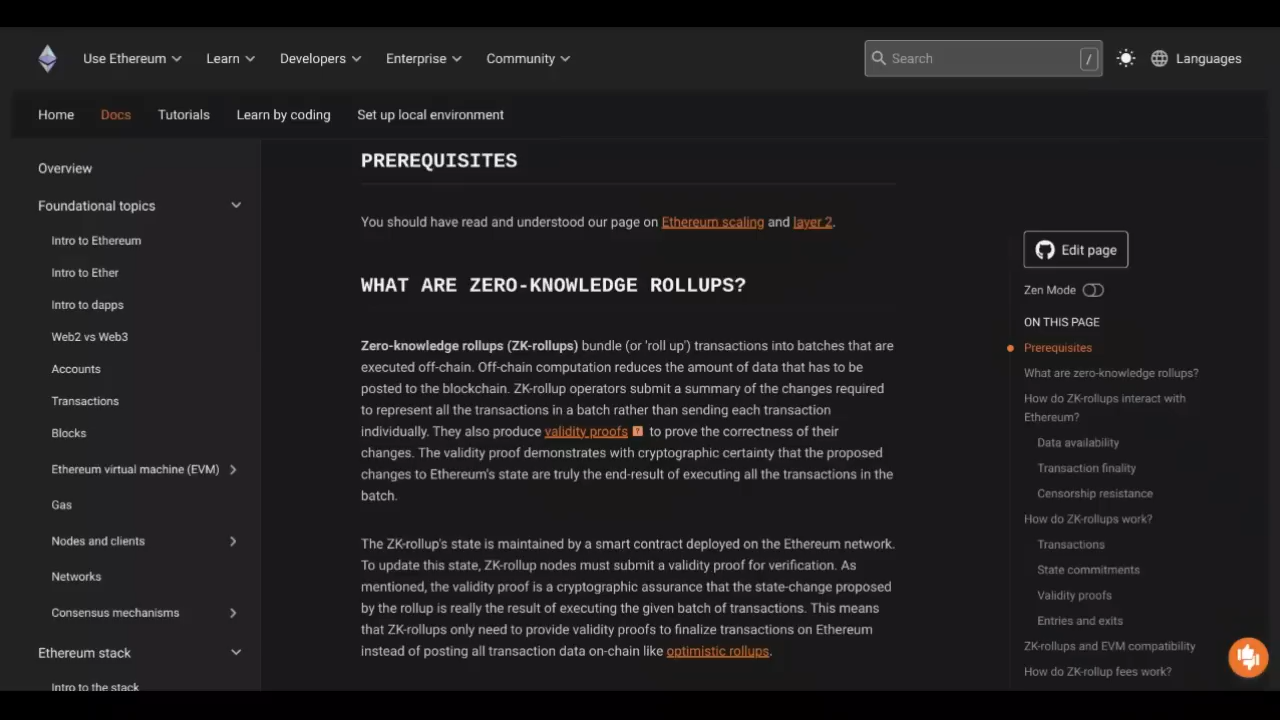 Use Ethereum
Learn
Developers
Enterprise
Community
Search
/
Languages
Home
Docs
Tutorials
Learn by coding
Set up local environment
Overview
Foundational topics
Intro to Ethereum
Intro to Ether
Intro to dapps
Web2 vs Web3
Accounts
Transactions
Blocks
Ethereum virtual machine (EVM)
Gas
Nodes and clients
Networks
Consensus mechanisms
Ethereum stack
Intro to the stack
PREREQUISITES
You should have read and understood our page on Ethereum scaling and layer 2.
WHAT ARE ZERO-KNOWLEDGE ROLLUPS?
Zero-knowledge rollups (ZK-rollups) bundle (or 'roll up') transactions into batches that are
executed off-chain. Off-chain computation reduces the amount of data that has to be
posted to the blockchain. ZK-rollup operators submit a summary of the changes required
to represent all the transactions in a batch rather than sending each transaction
individually. They also produce validity proofs ? to prove the correctness of their
changes. The validity proof demonstrates with cryptographic certainty that the proposed
changes to Ethereum's state are truly the end-result of executing all the transactions in the
batch.
The ZK-rollup's state is maintained by a smart contract deployed on the Ethereum network.
To update this state, ZK-rollup nodes must submit a validity proof for verification. As
mentioned, the validity proof is a cryptographic assurance that the state-change proposed
by the rollup is really the result of executing the given batch of transactions. This means
that ZK-rollups only need to provide validity proofs to finalize transactions on Ethereum
instead of posting all transaction data on-chain like optimistic rollups.
Edit page
Zen Mode
ON THIS PAGE
Prerequisites
What are zero-knowledge rollups?
How do ZK-rollups interact with
Ethereum?
Data availability
Transaction finality
Censorship resistance
How do ZK-rollups work?
Transactions
State commitments
Validity proofs
Entries and exits
ZK-rollups and EVM compatibility
How do ZK-rollup fees work?